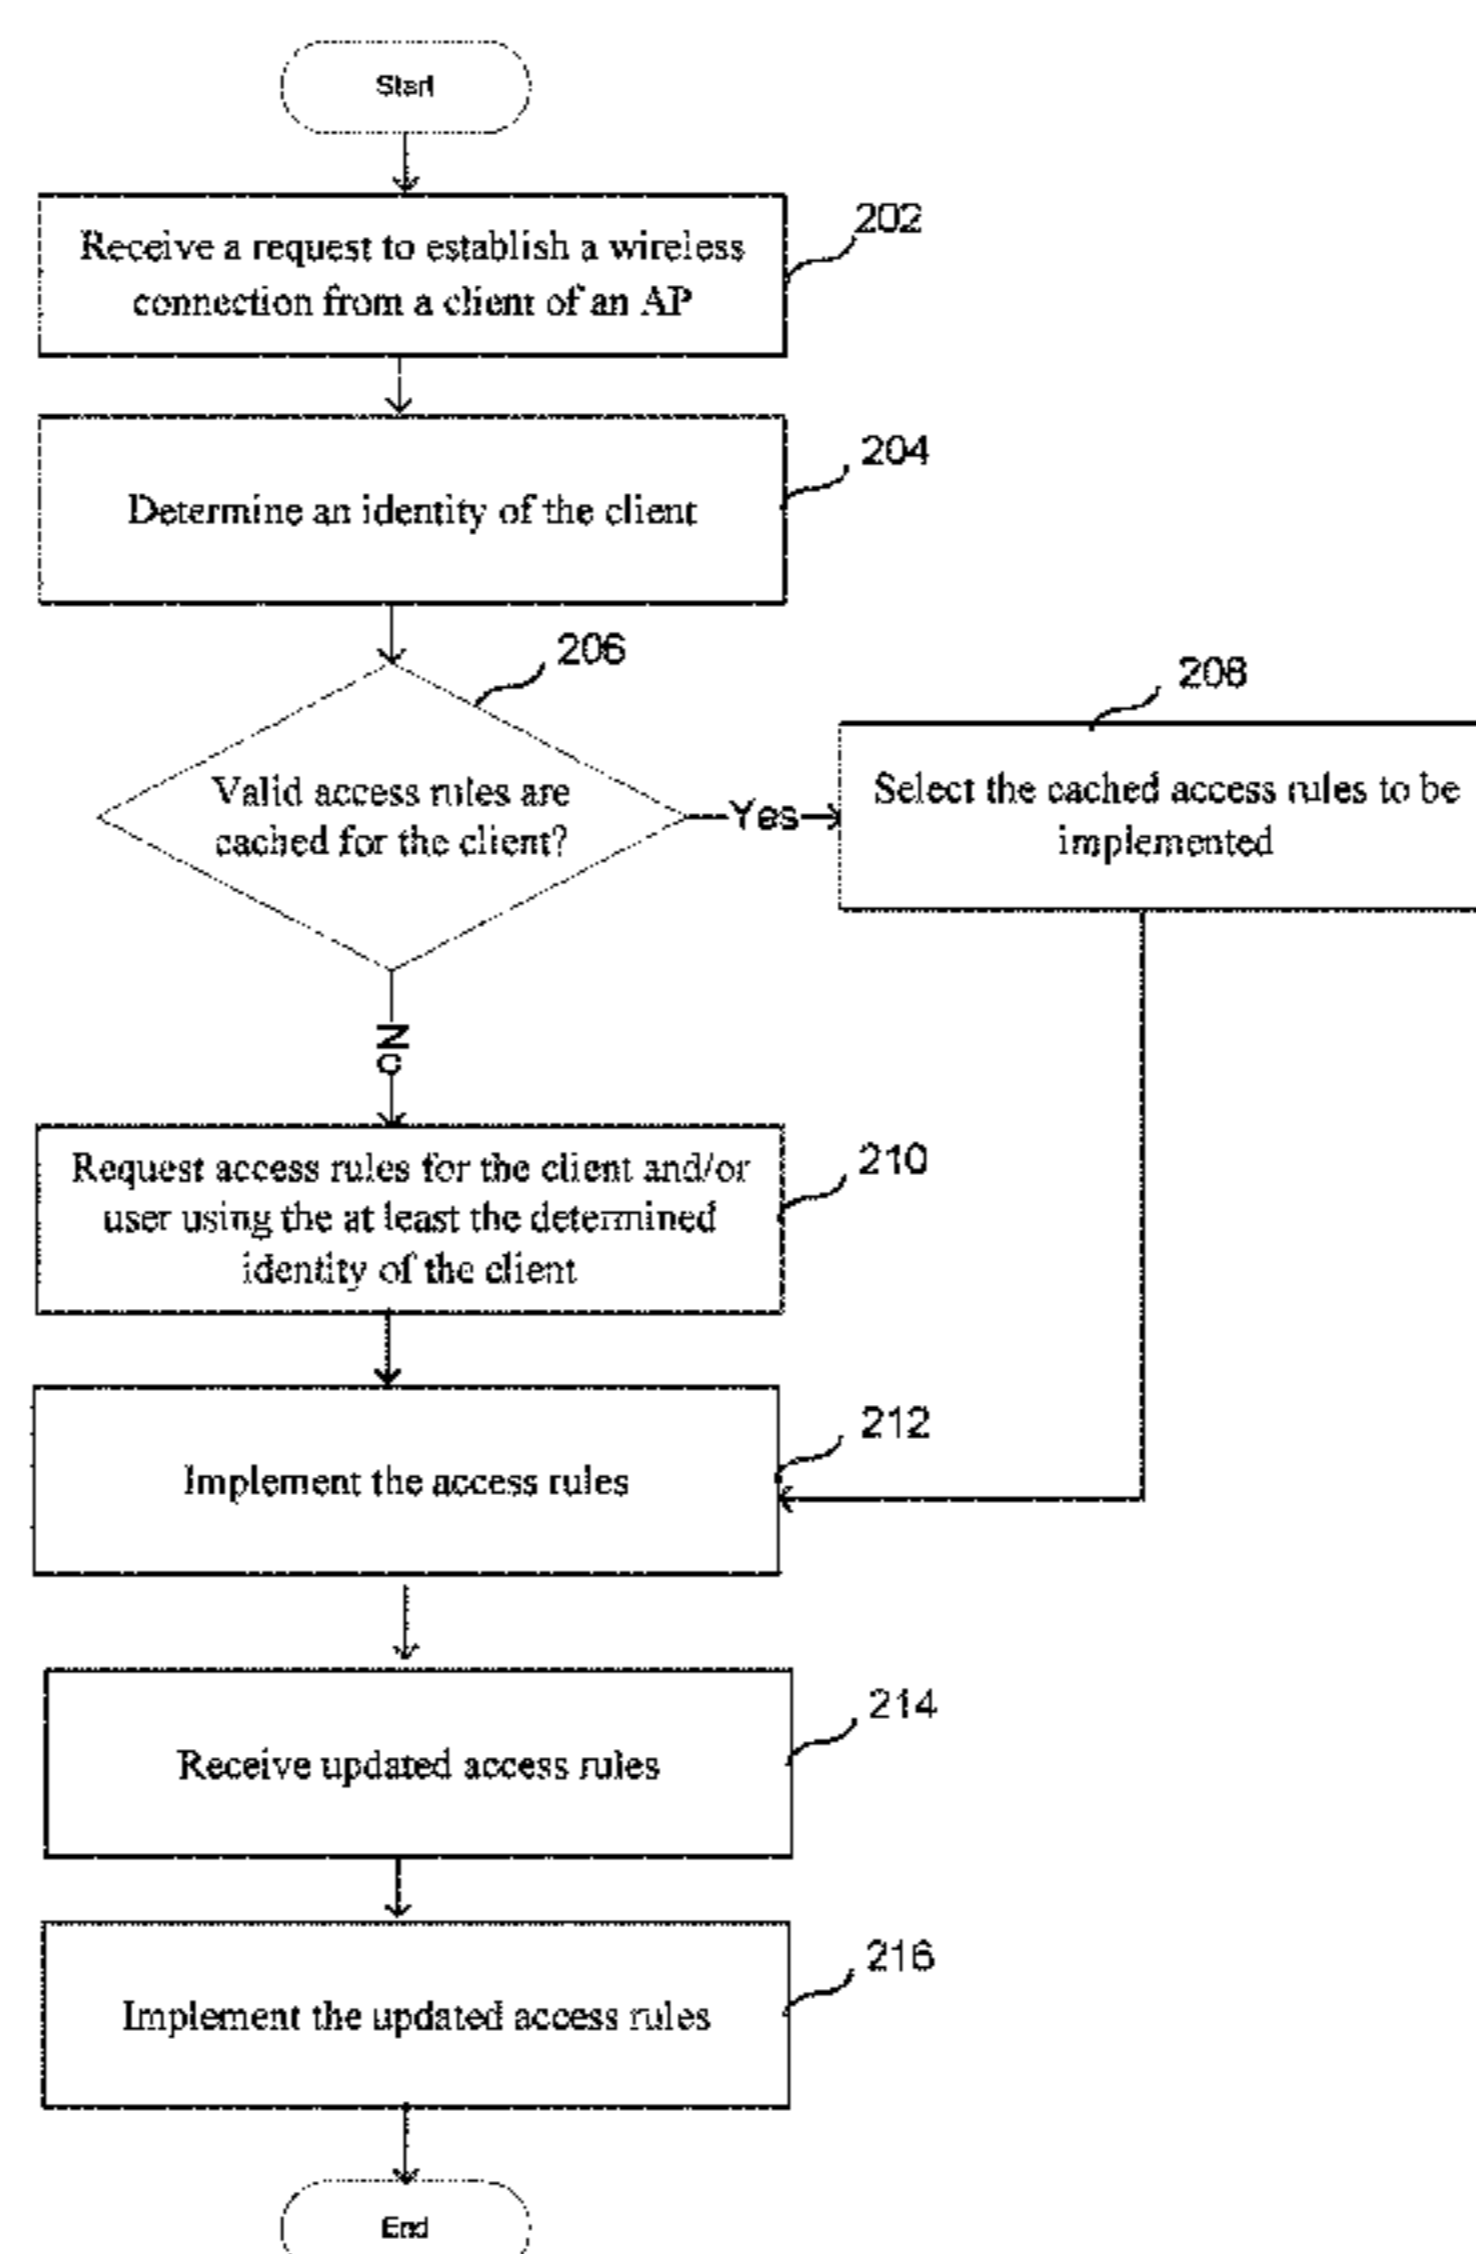 Start
Receive a request to establish a wireless
connection from a client of an AP
202
Determine an identity of the client
204
206
Valid access rules are
cached for the client?
Yes
208
Select the cached access rules to be
implemented
No
Request access rules for the client and/or
user using the at least the determined
identity of the client
210
Implement the access rules
212
Receive updated access rules
214
Implement the updated access rules
216
End